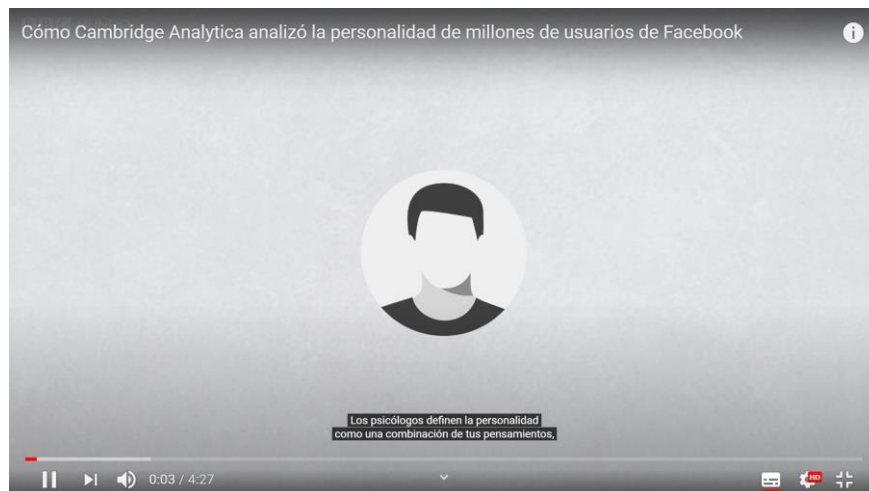 Cómo Cambridge Analytica analizó la personalidad de millones de usuarios de Facebook
Los psicólogos definen la personalidad
como una combinación de tus pensamientos,
0:03 / 4:27
HD